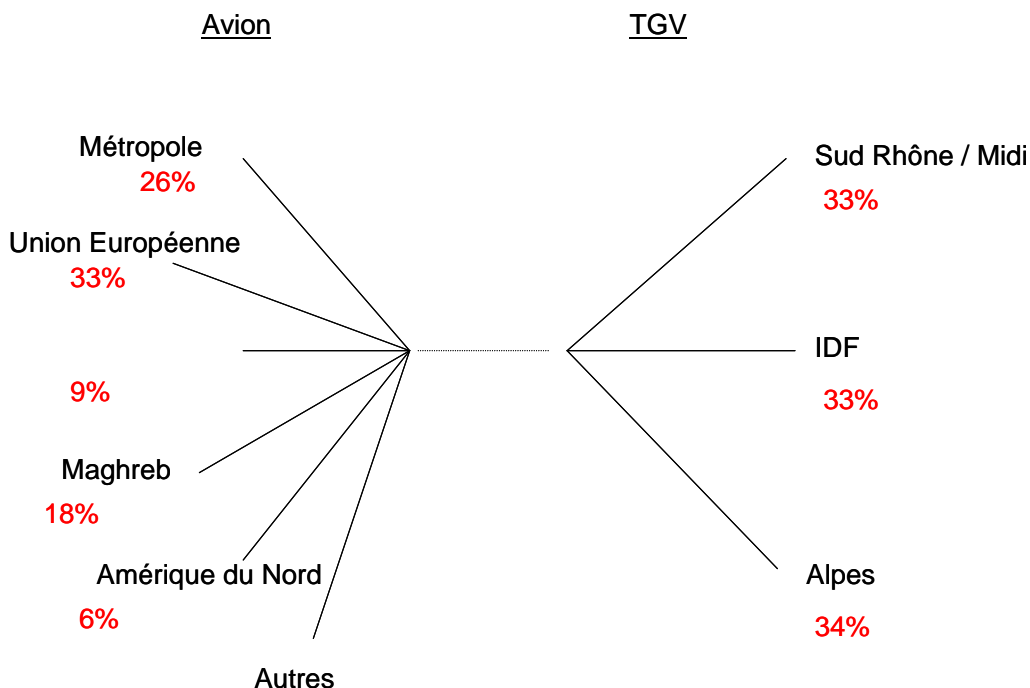 Avion
TGV
Métropole
26%
Union Européenne
33%
9%
Maghreb
18%
Amérique du Nord
6%
Autres
Sud Rhône / Midi
33%
IDF
33%
Alpes
34%